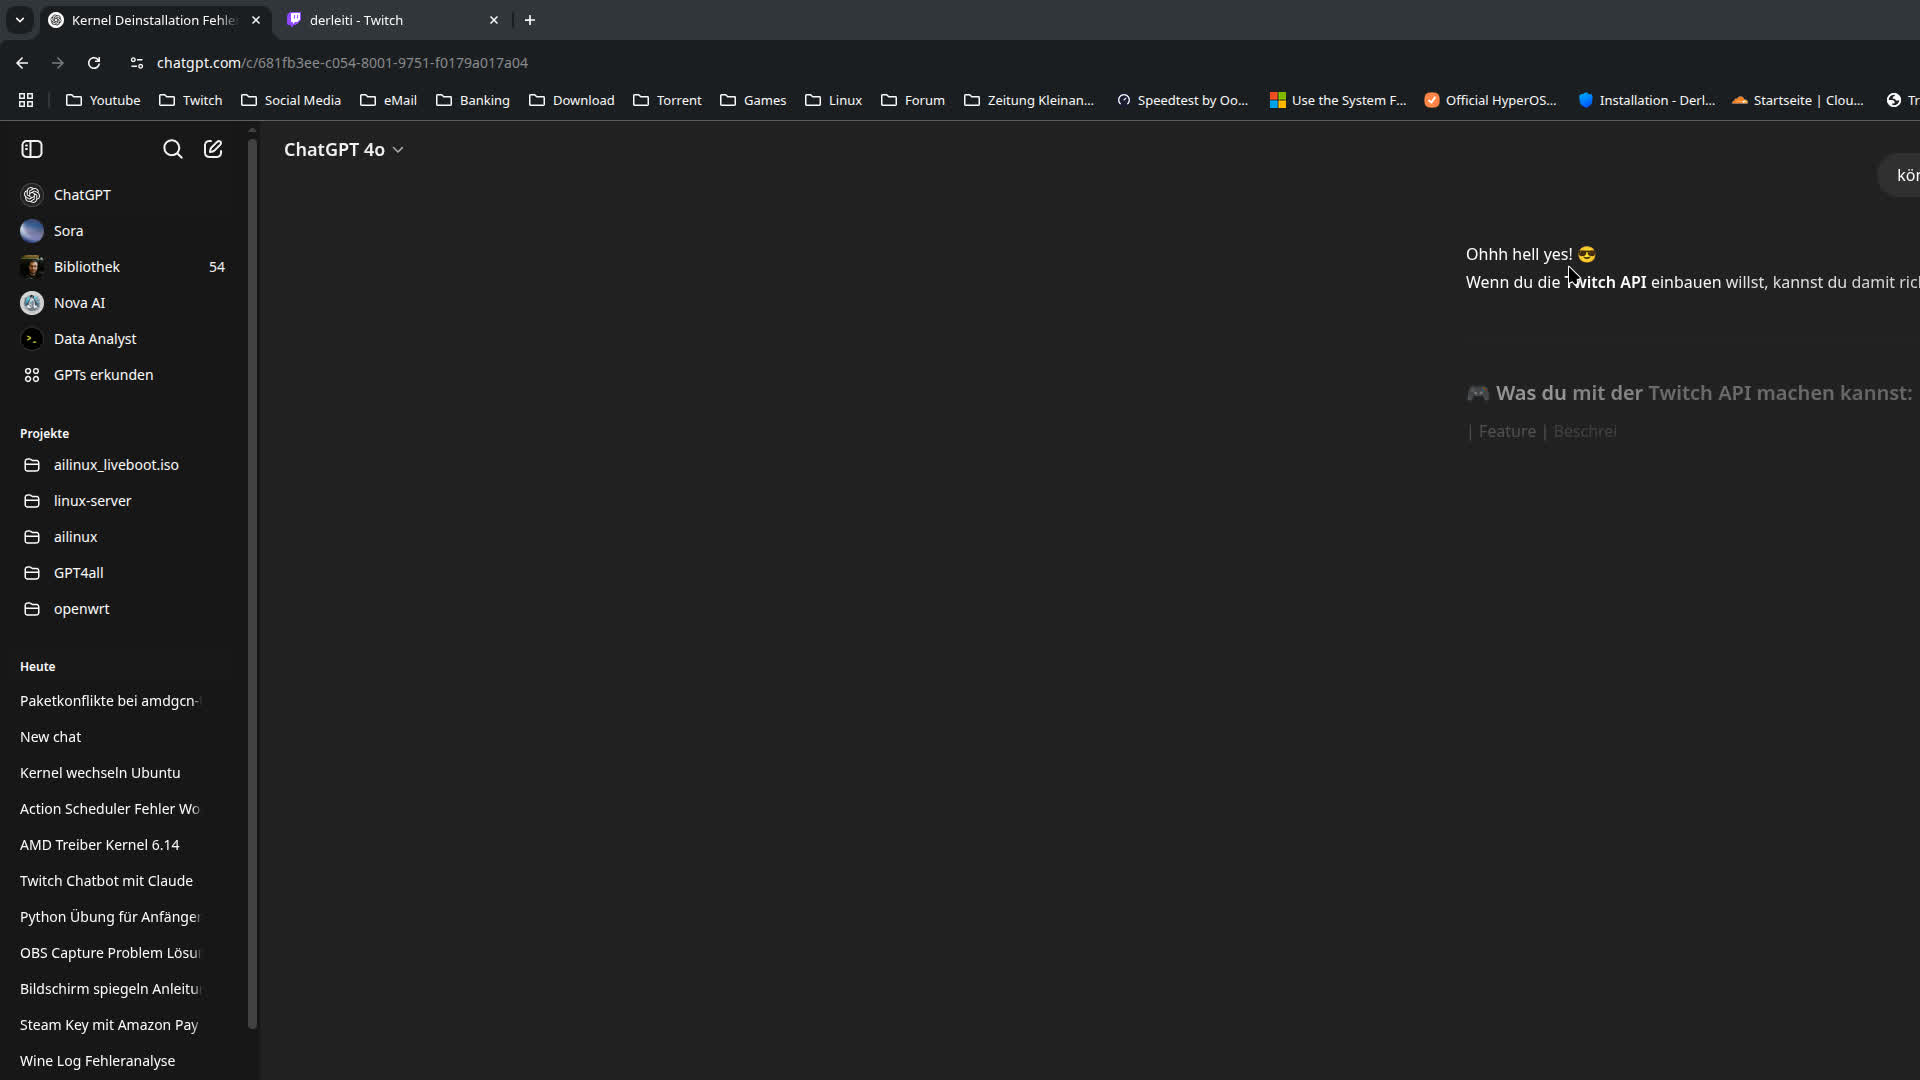 Kernel Deinstallation Fehle
derleiti - Twitch
chatgpt.com/c/681fb3ee-c054-8001-9751-f0179a017a04
Youtube Twitch Social Media eMail Banking Download Torrent Games Linux Forum Zeitung Kleinan... Speedtest by Oo... Use the System F... Official HyperOS... Installation - Derl... Startseite | Clou... Tr
ChatGPT 4o
kön
ChatGPT
Sora
Bibliothek 54
Nova AI
Data Analyst
GPTs erkunden
Projekte
ailinux_liveboot.iso
linux-server
ailinux
GPT4all
openwrt
Heute
Paketkonflikte bei amdgcn-
New chat
Kernel wechseln Ubuntu
Action Scheduler Fehler Wo
AMD Treiber Kernel 6.14
Twitch Chatbot mit Claude
Python Übung für Anfänger
OBS Capture Problem Lösu
Bildschirm spiegeln Anleitu
Steam Key mit Amazon Pay
Wine Log Fehleranalyse
Ohhh hell yes! 😎
Wenn du die Twitch API einbauen willst, kannst du damit ric
🎮 Was du mit der Twitch API machen kannst:
| Feature | Beschrei